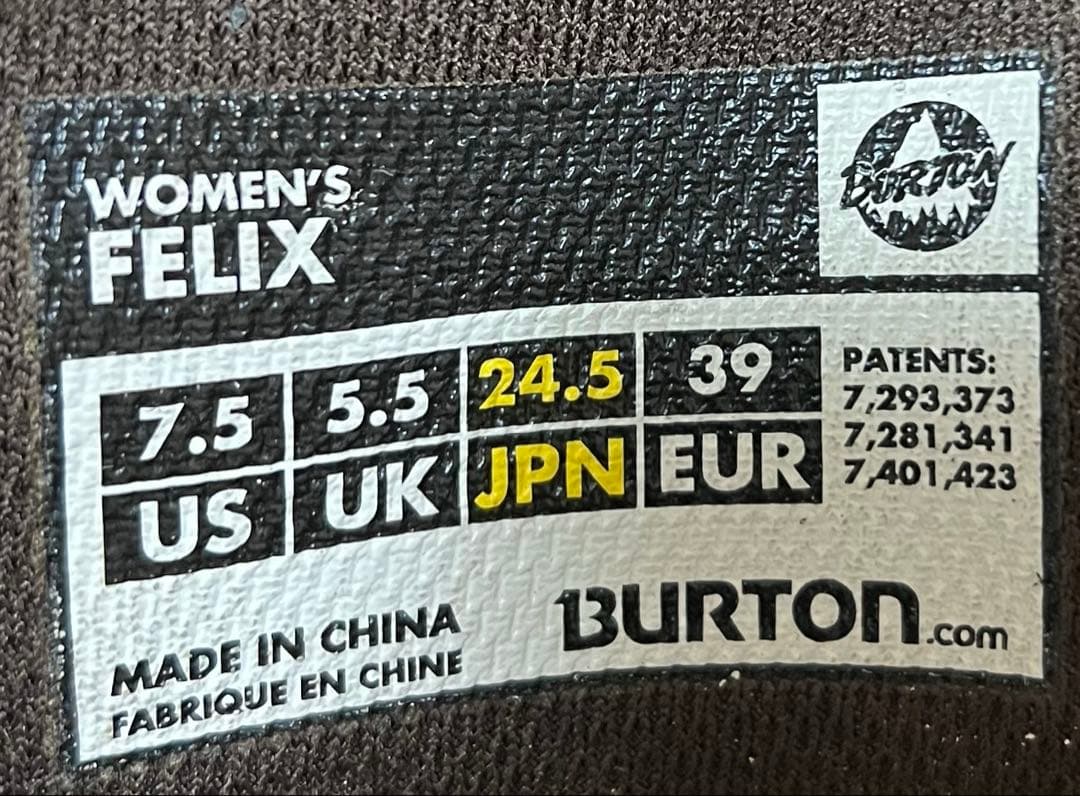 WOMEN'S
FELIX
BURTON
7.5 5.5 24.5 39
US UK JPN EUR
PATENTS:
7,293,373
7,281,341
7,401,423
MADE IN CHINA
FABRIQUE EN CHINE
BURTON.com